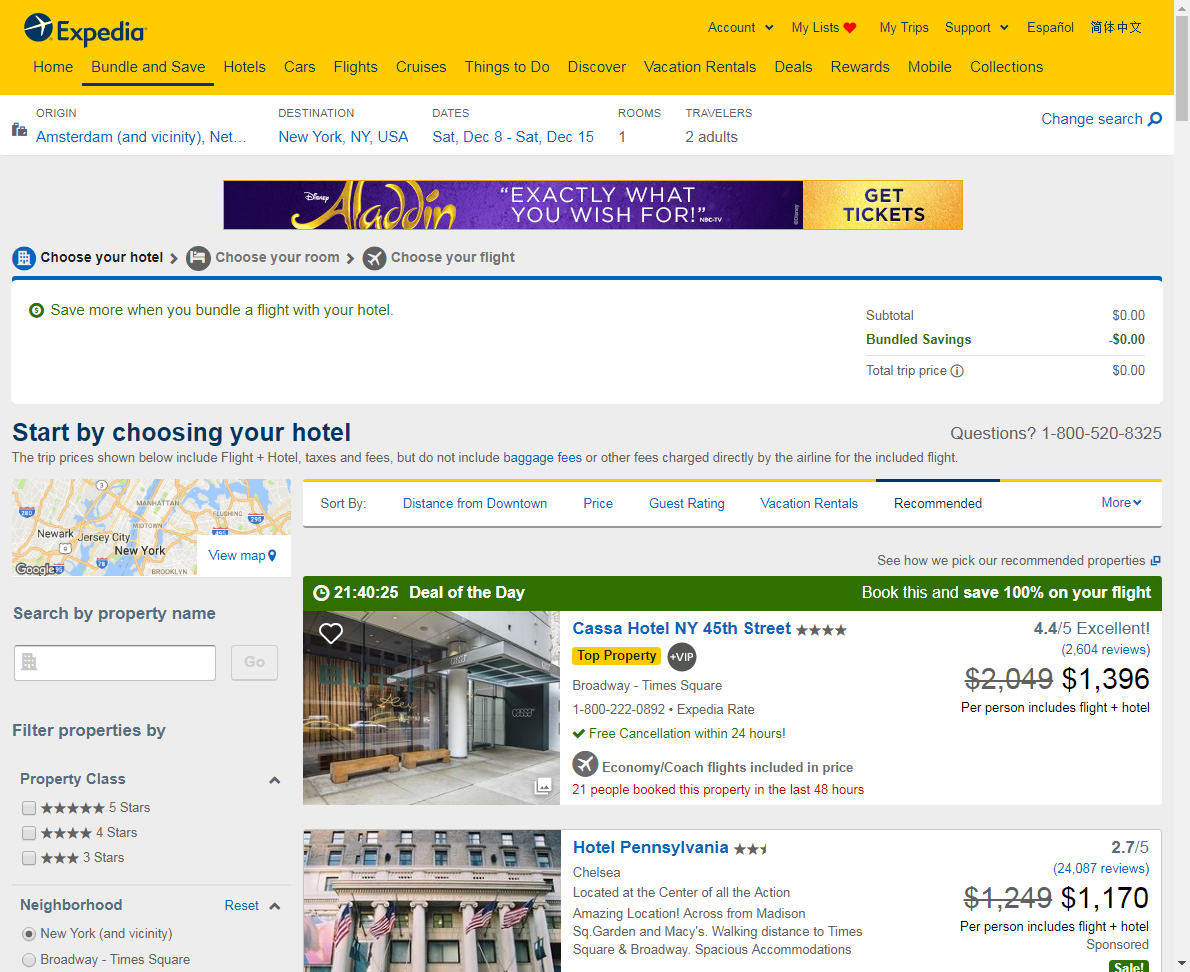 Expedia
Account
My Lists
My Trips
Support
Español
简体中文
Home
Bundle and Save
Hotels
Cars
Flights
Cruises
Things to Do
Discover
Vacation Rentals
Deals
Rewards
Mobile
Collections
ORIGIN
Amsterdam (and vicinity), Net...
DESTINATION
New York, NY, USA
DATES
Sat, Dec 8 - Sat, Dec 15
ROOMS
1
TRAVELERS
2 adults
Change search
Disney
Aladdin
"EXACTLY WHAT
YOU WISH FOR!" NBC-TV
©Disney
GET
TICKETS
Choose your hotel
Choose your room
Choose your flight
Save more when you bundle a flight with your hotel.
Subtotal $0.00
Bundled Savings -$0.00
Total trip price $0.00
Start by choosing your hotel
Questions? 1-800-520-8325
The trip prices shown below include Flight + Hotel, taxes and fees, but do not include baggage fees or other fees charged directly by the airline for the included flight.
MANHATTAN
FLUSHING
MIDTOWN
Newark
Jersey City
New York
BROOKLYN
3
280
295
495
9
78
Google
View map
Sort By:
Distance from Downtown
Price
Guest Rating
Vacation Rentals
Recommended
More
See how we pick our recommended properties
Search by property name
Go
Filter properties by
Property Class
5 Stars
4 Stars
3 Stars
Neighborhood
Reset
New York (and vicinity)
Broadway - Times Square
21:40:25 Deal of the Day
Book this and save 100% on your flight
BUTLER
cassa
cassa
Cassa Hotel NY 45th Street
Top Property
+VIP
Broadway - Times Square
1-800-222-0892 • Expedia Rate
Free Cancellation within 24 hours!
Economy/Coach flights included in price
21 people booked this property in the last 48 hours
4.4/5 Excellent!
(2,604 reviews)
$2,049 $1,396
Per person includes flight + hotel
Hotel Pennsylvania
Chelsea
Located at the Center of all the Action
Amazing Location! Across from Madison
Sq.Garden and Macy's. Walking distance to Times
Square & Broadway. Spacious Accommodations
2.7/5
(24,087 reviews)
$1,249 $1,170
Per person includes flight + hotel
Sponsored
Sale!